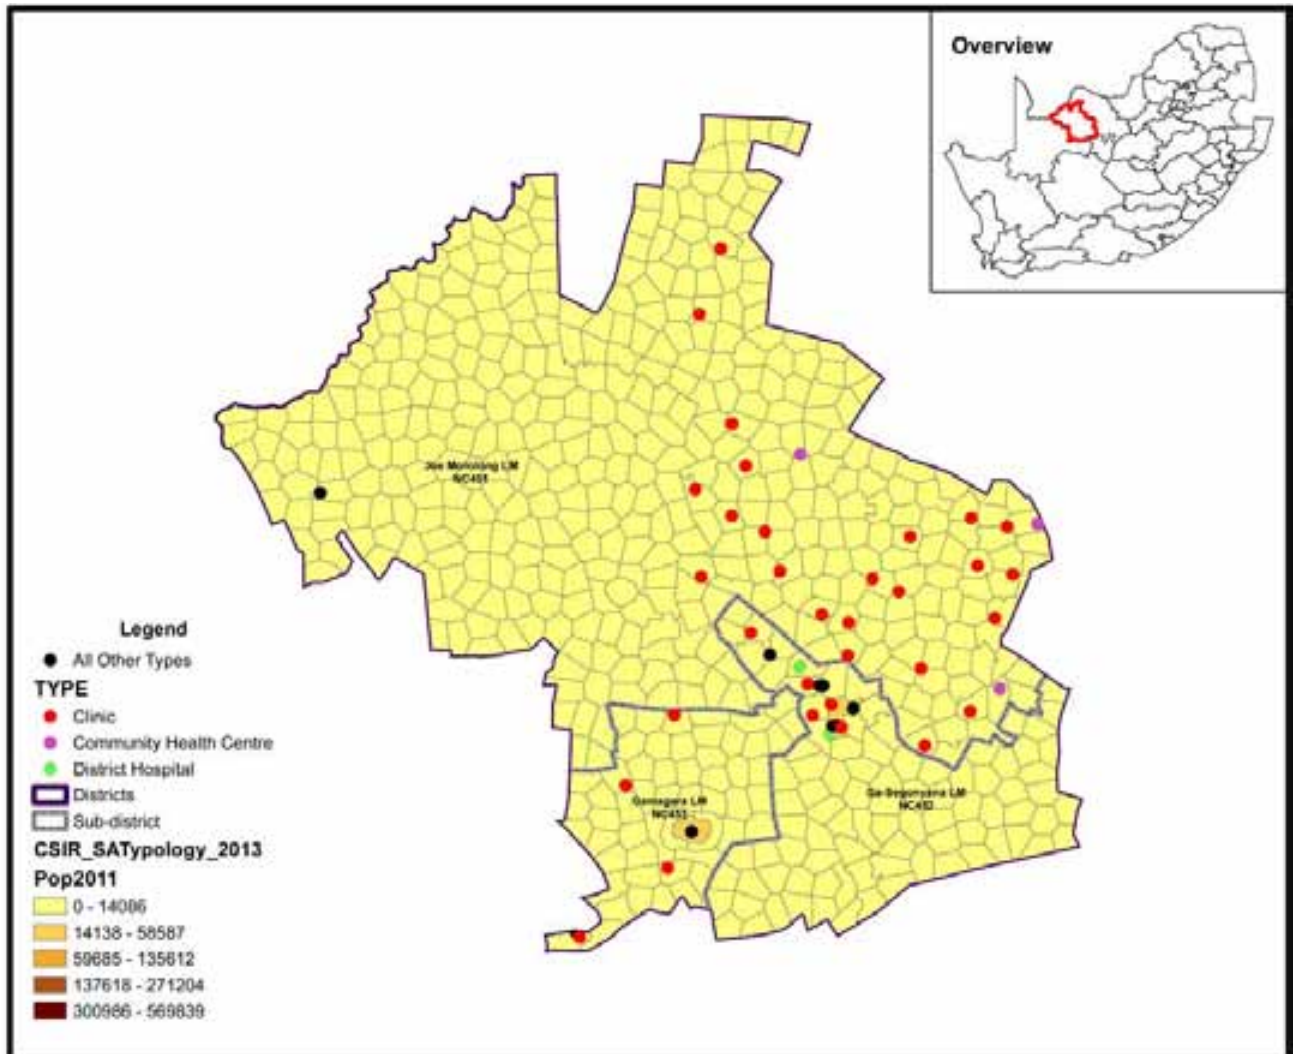 Overview
Joe Morolong LM
NC451
Gamagara LM
NC453
Ga-Segonyana LM
NC452
Legend
All Other Types
TYPE
Clinic
Community Health Centre
District Hospital
Districts
Sub-district
CSIR_SATypology_2013
Pop2011
0 - 14086
14138 - 58587
59685 - 135612
137618 - 271204
300986 - 569839